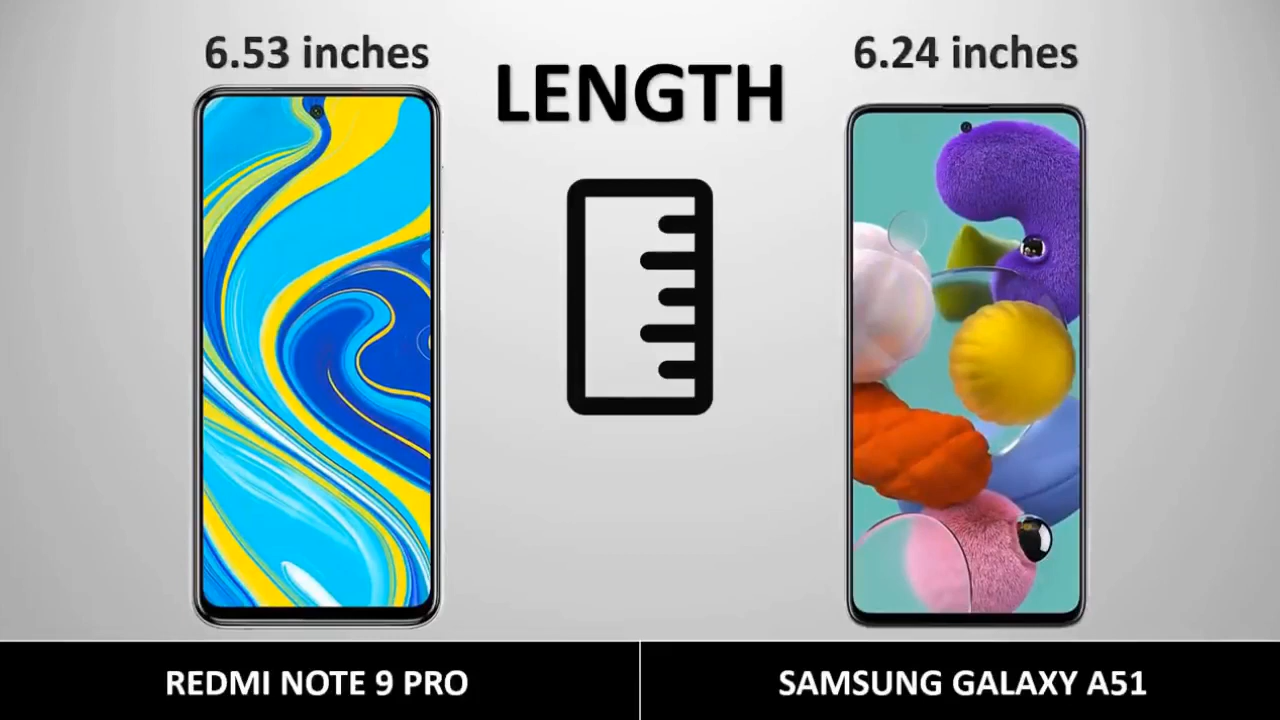 6.53 inches
LENGTH
6.24 inches
REDMI NOTE 9 PRO
SAMSUNG GALAXY A51